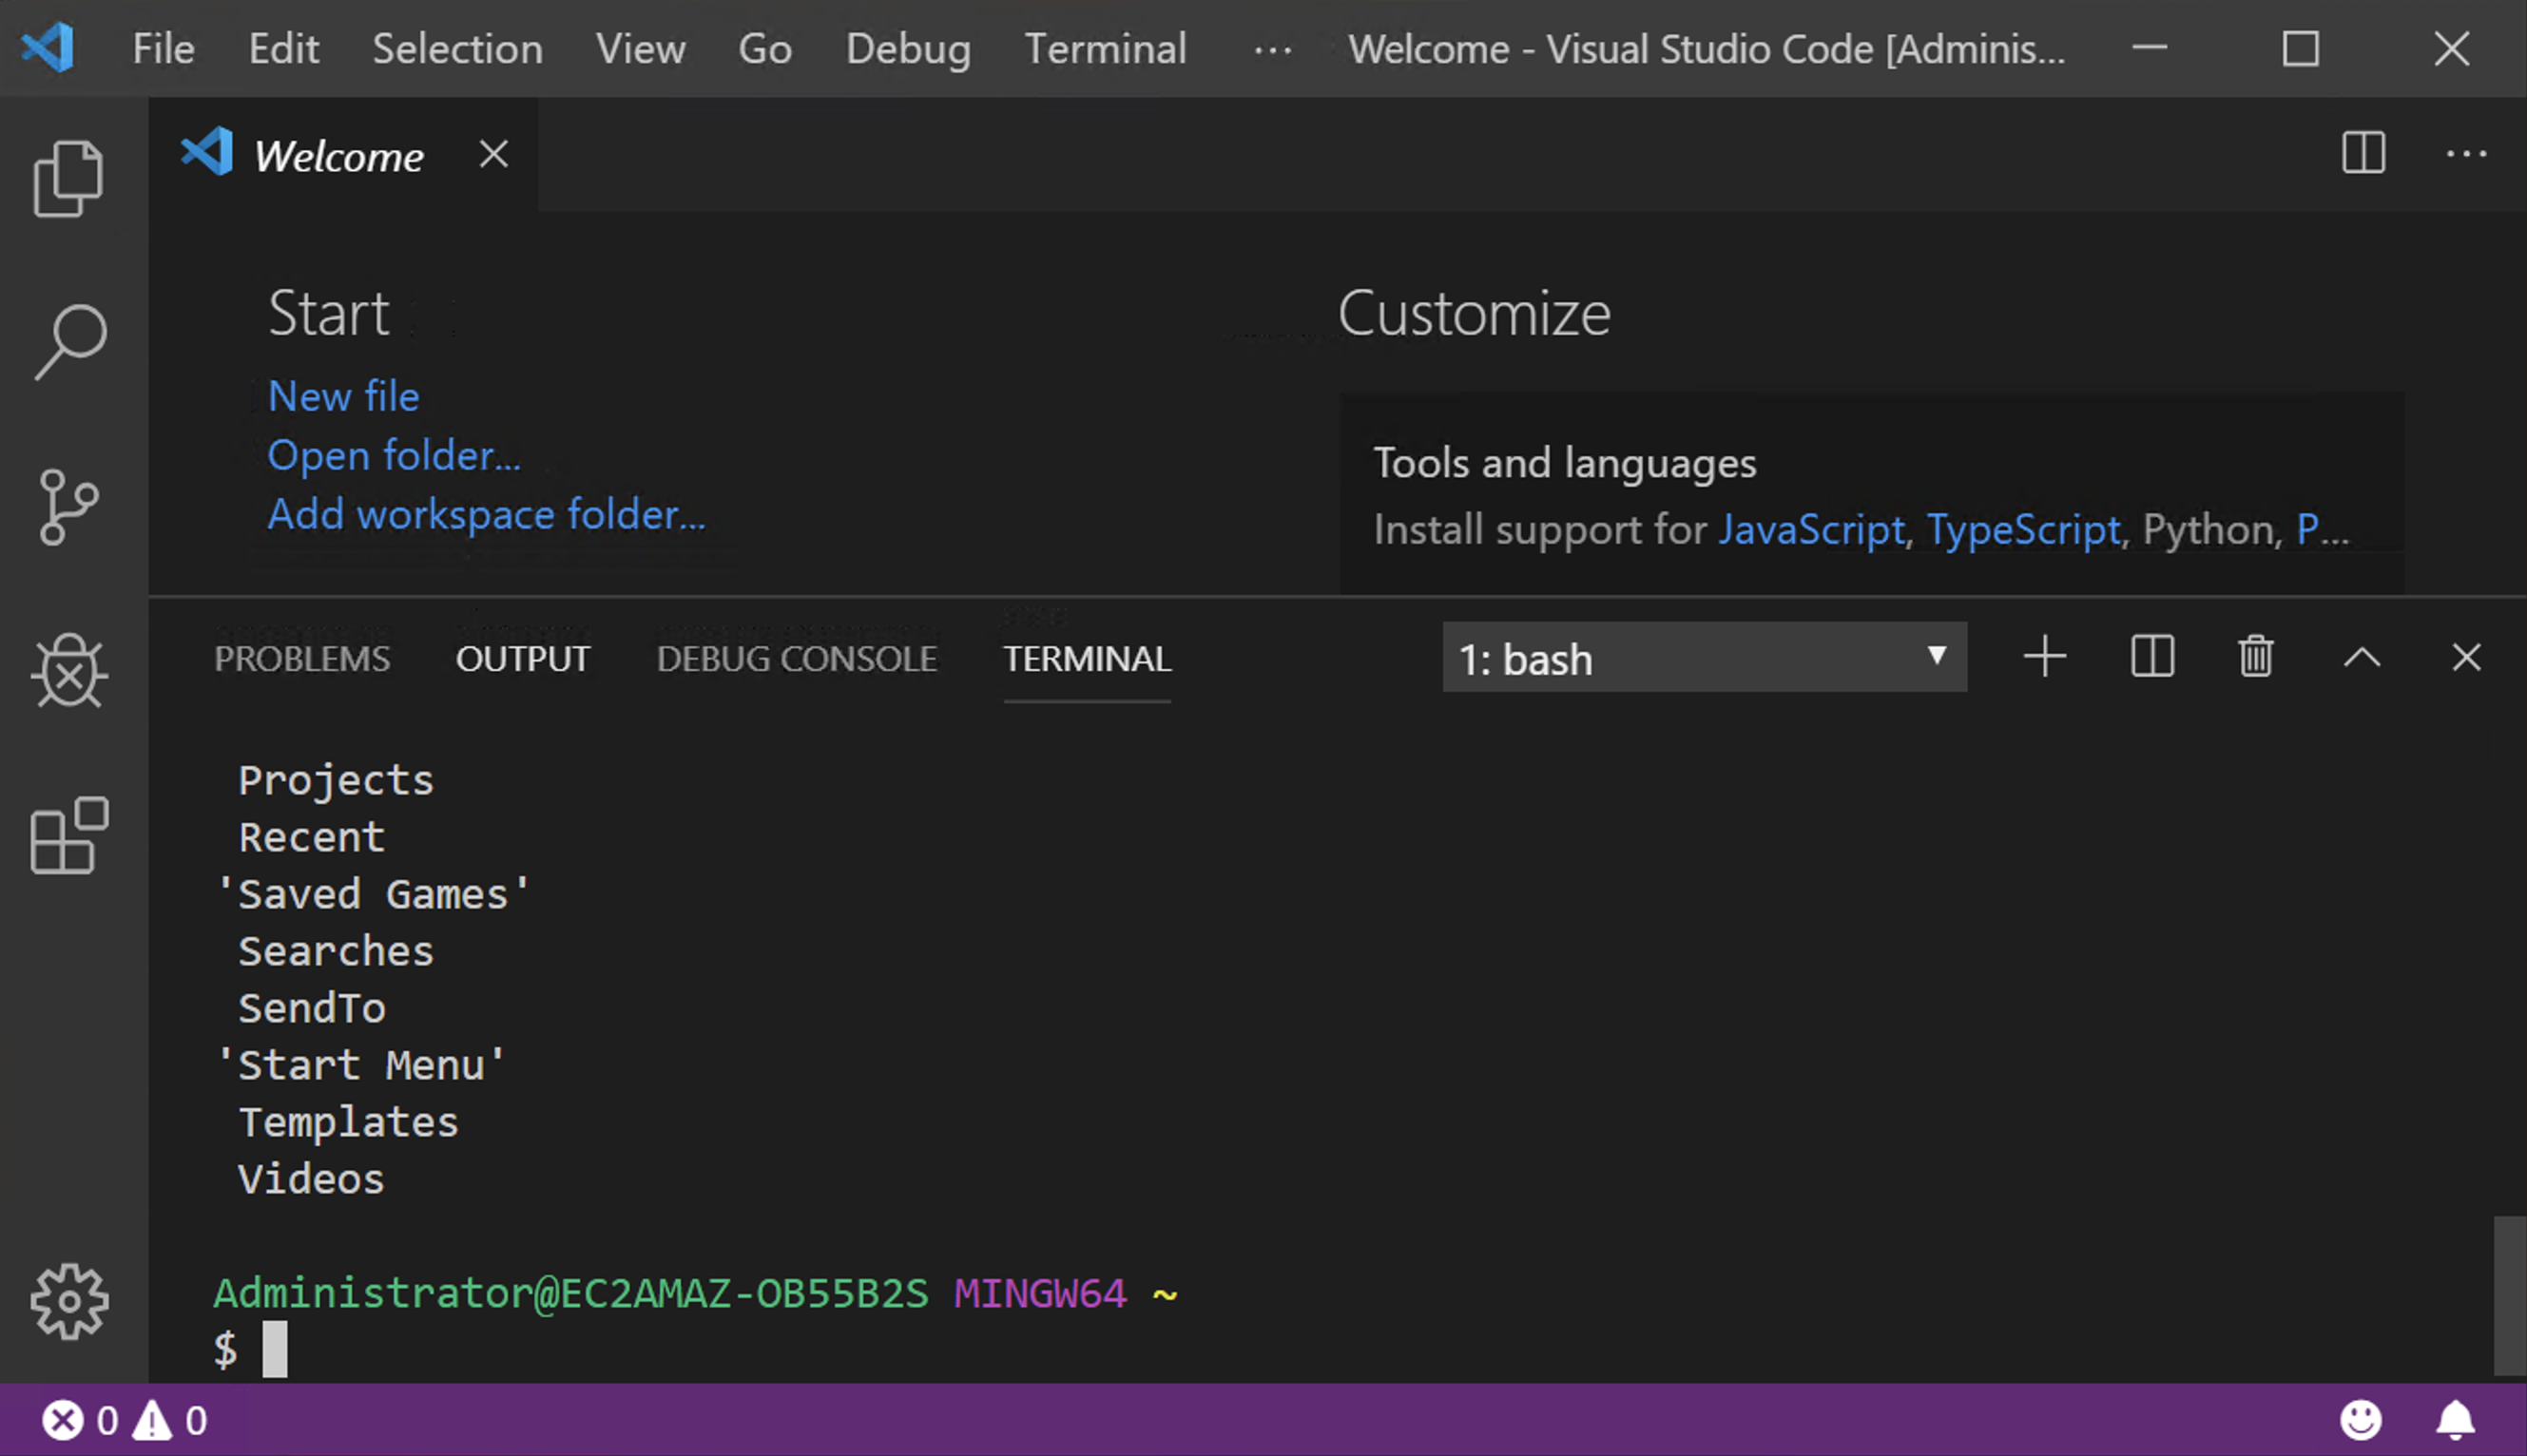 File Edit Selection View Go Debug Terminal ··· Welcome - Visual Studio Code [Adminis...
Welcome
Start
New file
Open folder...
Add workspace folder...
Customize
Tools and languages
Install support for JavaScript, TypeScript, Python, P...
PROBLEMS OUTPUT DEBUG CONSOLE TERMINAL 1: bash
Projects
Recent
'Saved Games'
Searches
SendTo
'Start Menu'
Templates
Videos
Administrator@EC2AMAZ-OB55B2S MINGW64 ~
$
0 0